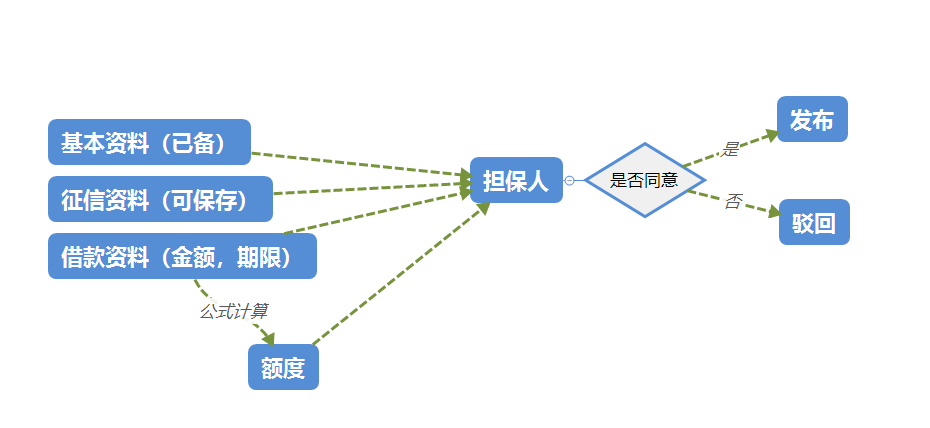 发布
基本资料（已备）
是
征信资料（可保存）
担保人
是否同意
否
驳回
借款资料（金额，期限）
公式计算
额度